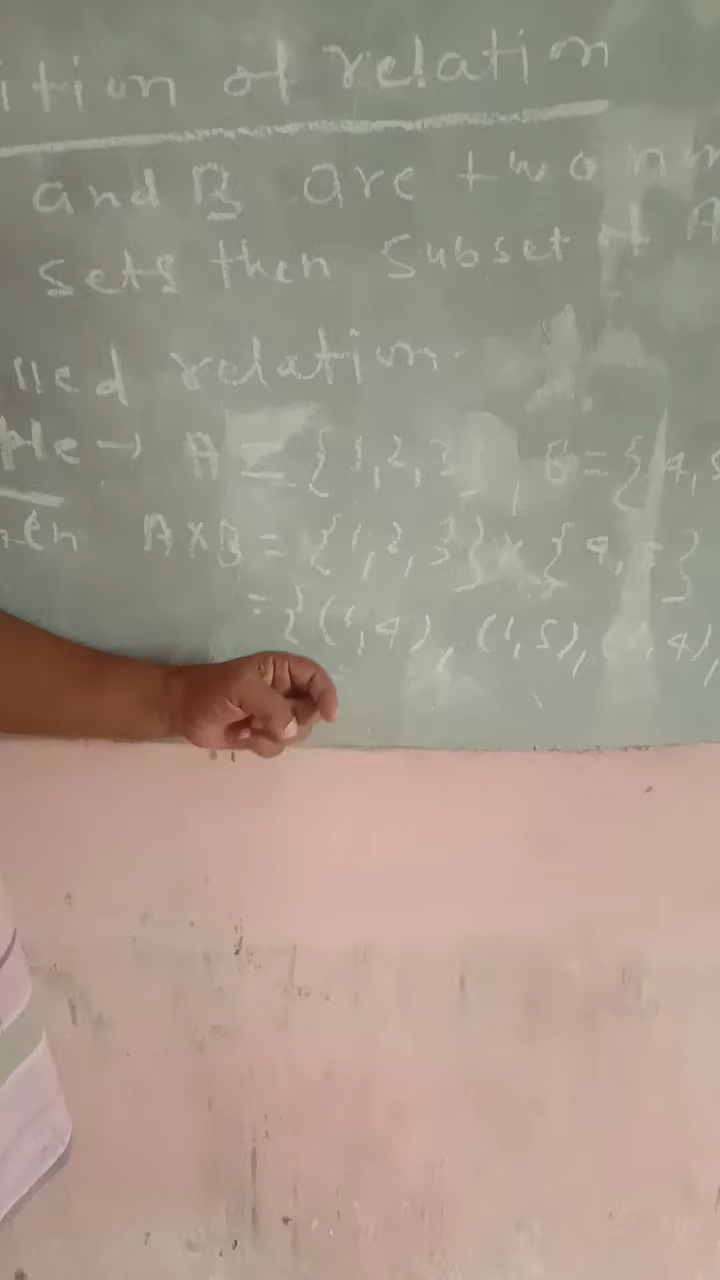 ition of relation
and B are two
sets then subset of A
lled relation.
ple → A = {1,2,3}, B = {4,5
hen A×B = {1,2,3} × {4,5}
= {(1,4), (1,5), (2,4),